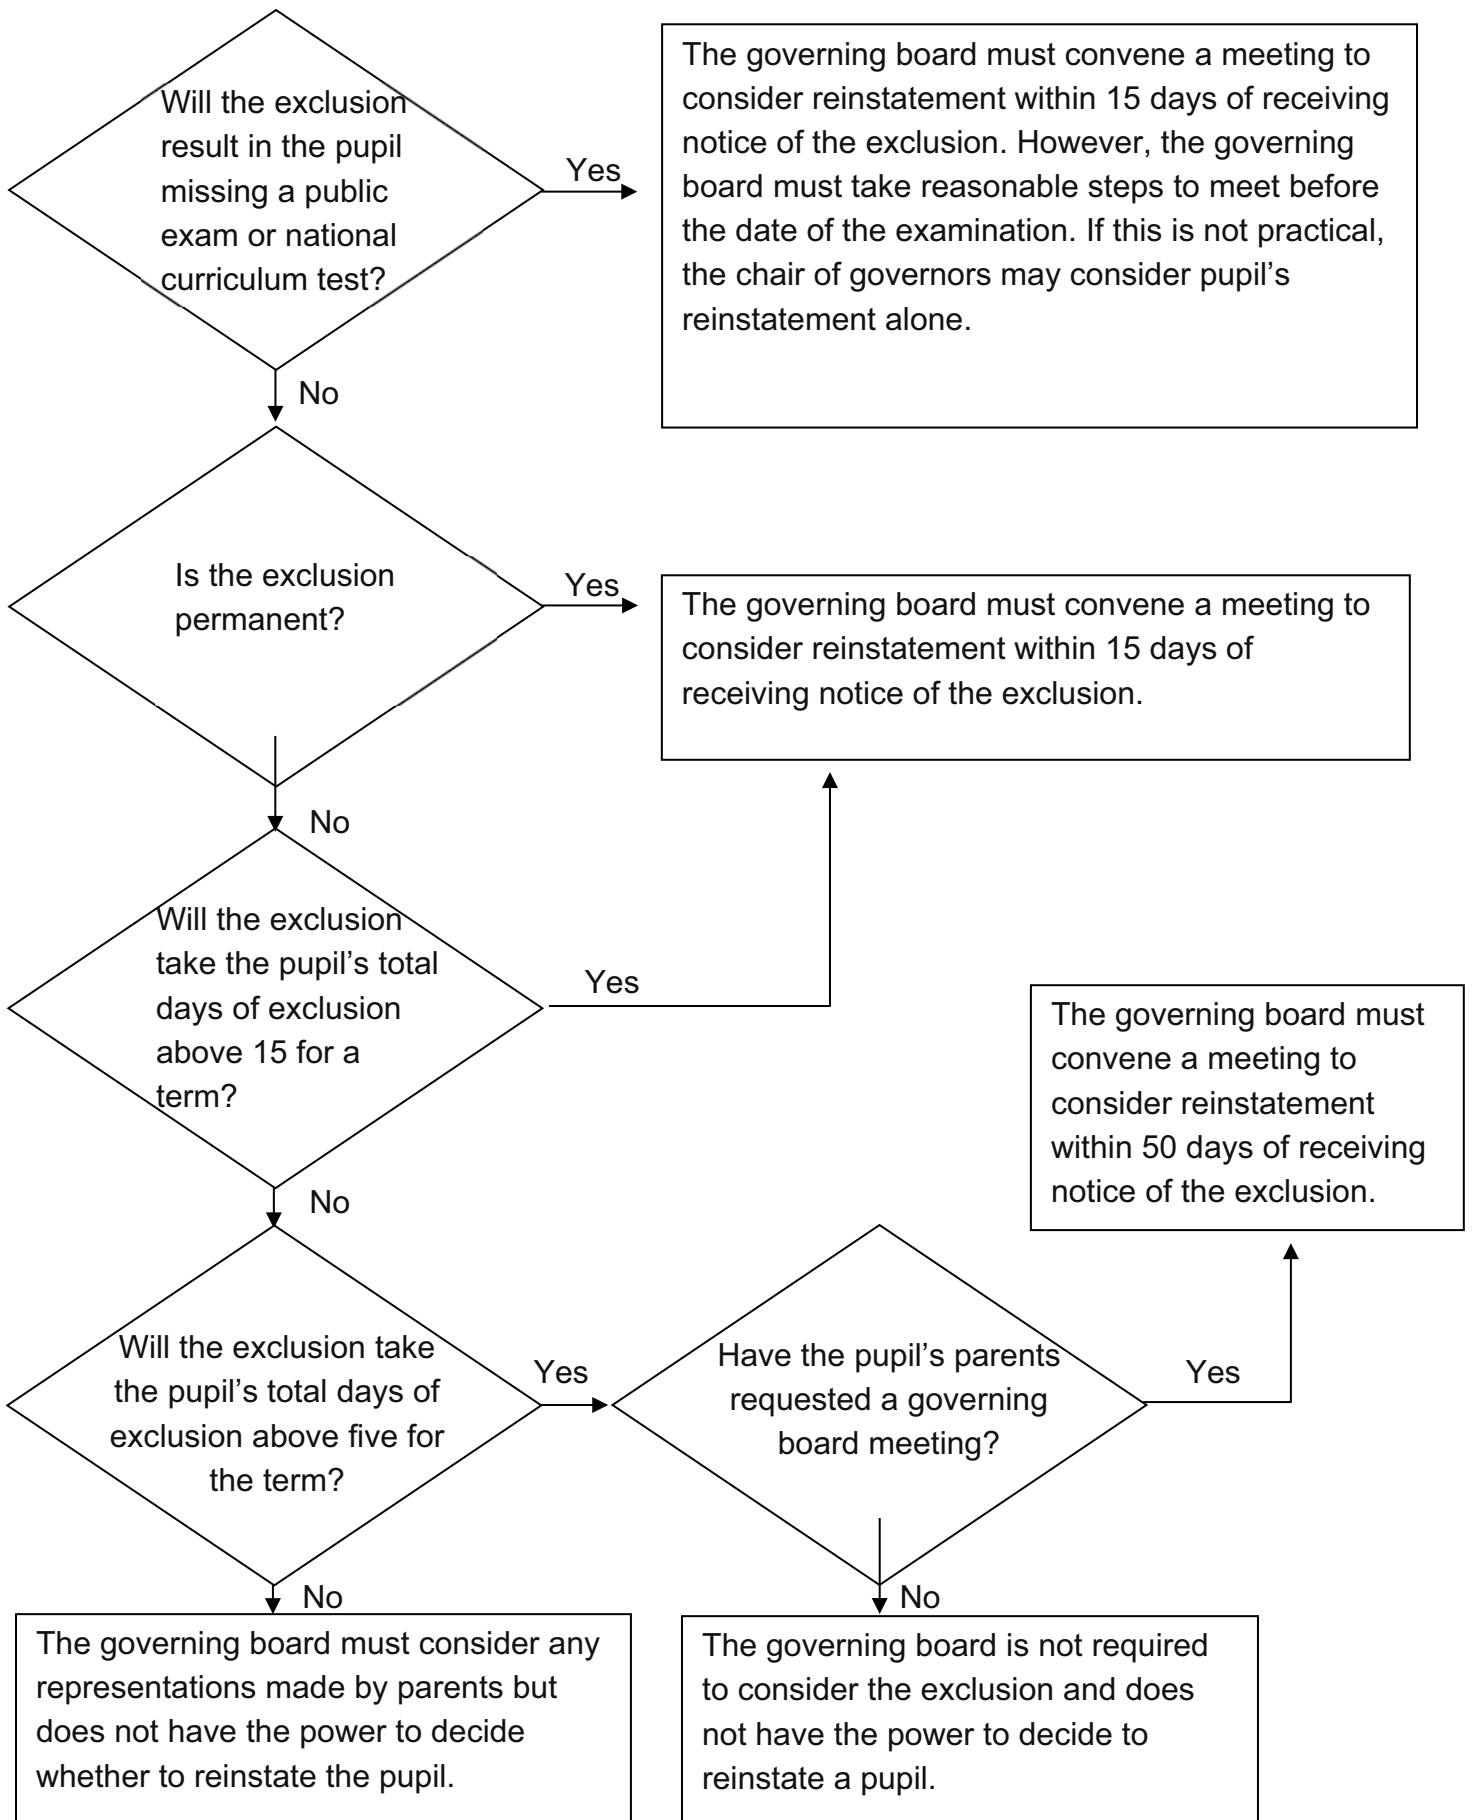 Will the exclusion
result in the pupil
missing a public
exam or national
curriculum test?
Yes
The governing board must convene a meeting to
consider reinstatement within 15 days of receiving
notice of the exclusion. However, the governing
board must take reasonable steps to meet before
the date of the examination. If this is not practical,
the chair of governors may consider pupil’s
reinstatement alone.
No
Is the exclusion
permanent?
Yes
The governing board must convene a meeting to
consider reinstatement within 15 days of
receiving notice of the exclusion.
No
Will the exclusion
take the pupil’s total
days of exclusion
above 15 for a
term?
Yes
The governing board must
convene a meeting to
consider reinstatement
within 50 days of receiving
notice of the exclusion.
No
Will the exclusion take
the pupil’s total days of
exclusion above five for
the term?
Yes
Have the pupil’s parents
requested a governing
board meeting?
Yes
No
The governing board must consider any
representations made by parents but
does not have the power to decide
whether to reinstate the pupil.
No
The governing board is not required
to consider the exclusion and does
not have the power to decide to
reinstate a pupil.